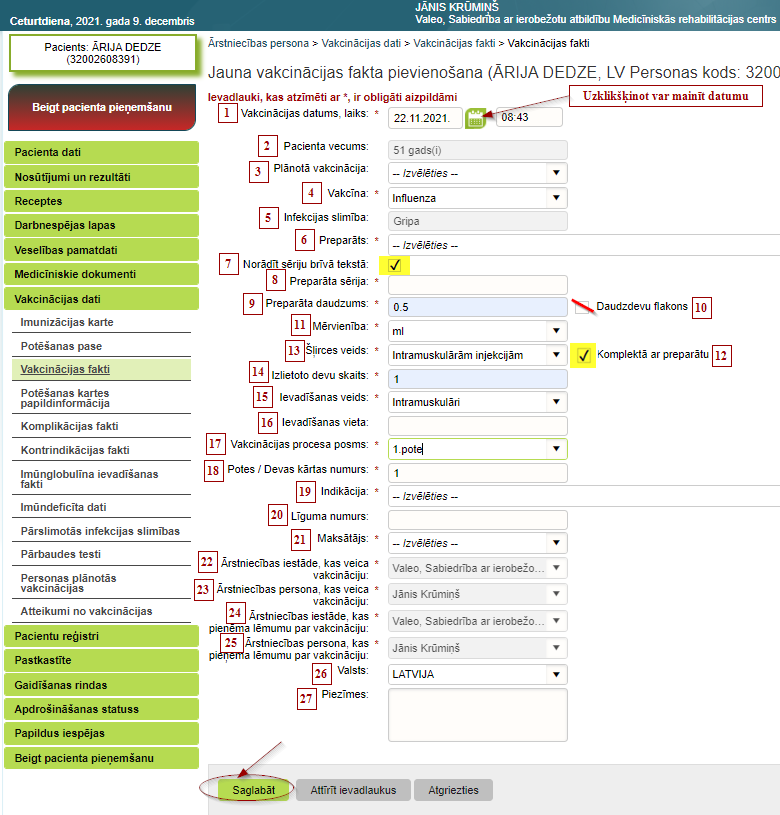 Ceturtdiena, 2021. gada 9. decembris
JĀNIS KRŪMIŅŠ
Valeo, Sabiedrība ar ierobežotu atbildību Medicīniskās rehabilitācijas centrs
Pacients: ĀRIJA DEDZE
(32002608391)
Beigt pacienta pieņemšanu
Pacienta dati
Nosūtījumi un rezultāti
Receptes
Darbnespējas lapas
Veselības pamatdati
Medicīniskie dokumenti
Vakcinācijas dati
Imunizācijas karte
Potēšanas pase
Vakcinācijas fakti
Potēšanas kartes
papildinformācija
Komplikācijas fakti
Kontrindikācijas fakti
Imūnglobulīna ievadīšanas
fakti
Imūndeficīta dati
Pārslimotās infekcijas slimības
Pārbaudes testi
Personas plānotās
vakcinācijas
Atteikumi no vakcinācijas
Pacientu reģistri
Pastkastīte
Gaidīšanas rindas
Apdrošināšanas statuss
Papildus iespējas
Beigt pacienta pieņemšanu
Ārstniecības persona > Vakcinācijas dati > Vakcinācijas fakti > Vakcinācijas fakti
Jauna vakcinācijas fakta pievienošana (ĀRIJA DEDZE, LV Personas kods: 3200
Ievadlauki, kas atzīmēti ar *, ir obligāti aizpildāmi
Uzklikšķinot var mainīt datumu
1 Vakcinācijas datums, laiks: * 22.11.2021. 08:43
2 Pacienta vecums: 51 gads(i)
3 Plānotā vakcinācija: -- Izvēlēties --
4 Vakcīna: * Influenza
5 Infekcijas slimība: Gripa
6 Preparāts: * -- Izvēlēties --
7 Norādīt sēriju brīvā tekstā:
8 Preparāta sērija: *
9 Preparāta daudzums: * 0.5 Daudzdevu flakons 10
11 Mērvienība: * ml
13 Šļirces veids: * Intramuskulārām injekcijām Komplektā ar preparātu 12
14 Izlietoto devu skaits: * 1
15 Ievadīšanas veids: * Intramuskulāri
16 Ievadīšanas vieta:
17 Vakcinācijas procesa posms: * 1.pote
18 Potes / Devas kārtas numurs: * 1
19 Indikācija: * -- Izvēlēties --
20 Līguma numurs:
21 Maksātājs: * -- Izvēlēties --
22 Ārstniecības iestāde, kas veica * Valeo, Sabiedrība ar ierobežo...
vakcināciju:
23 Ārstniecības persona, kas veica * Jānis Krūmiņš
vakcināciju:
24 Ārstniecības iestāde, kas * Valeo, Sabiedrība ar ierobežo...
pieņēma lēmumu par vakcināciju:
25 Ārstniecības persona, kas * Jānis Krūmiņš
pieņēma lēmumu par vakcināciju:
26 Valsts: LATVIJA
27 Piezīmes:
Saglabāt Attīrīt ievadlaukus Atgriezties